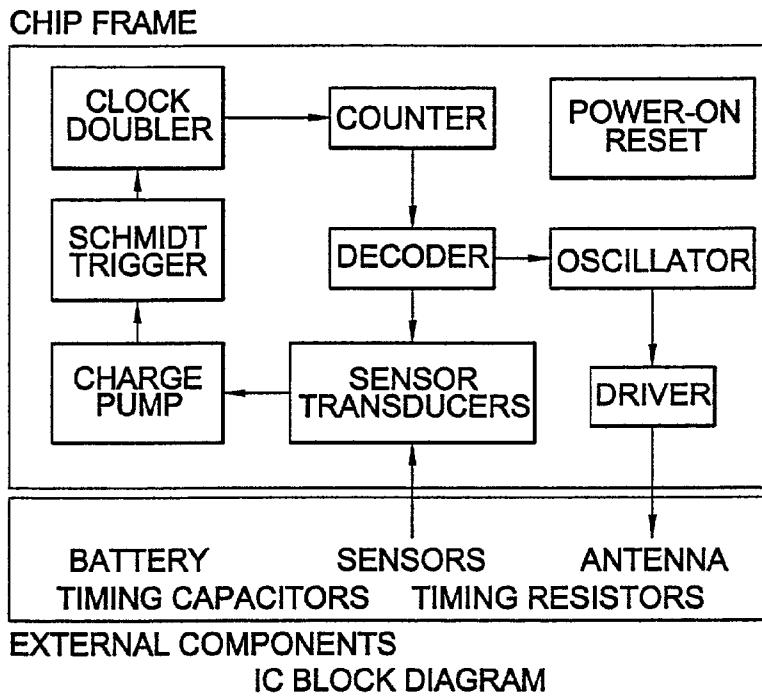 CHIP FRAME
CLOCK
DOUBLER
COUNTER
POWER-ON
RESET
SCHMIDT
TRIGGER
DECODER
OSCILLATOR
CHARGE
PUMP
SENSOR
TRANSDUCERS
DRIVER
BATTERY SENSORS ANTENNA
TIMING CAPACITORS TIMING RESISTORS
EXTERNAL COMPONENTS
IC BLOCK DIAGRAM